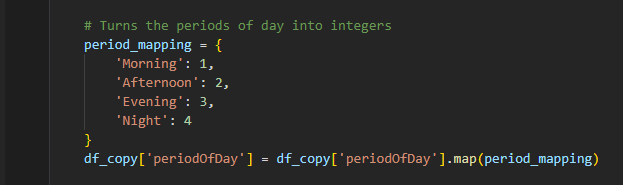 # Turns the periods of day into integers
period_mapping = {
    'Morning': 1,
    'Afternoon': 2,
    'Evening': 3,
    'Night': 4
}
df_copy['periodOfDay'] = df_copy['periodOfDay'].map(period_mapping)